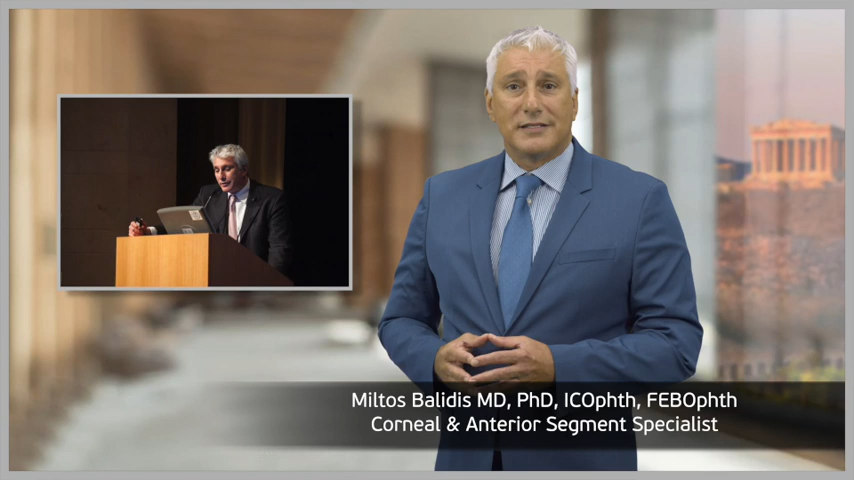 Miltos Balidis MD, PhD, ICOphth, FEBOphth
Corneal & Anterior Segment Specialist